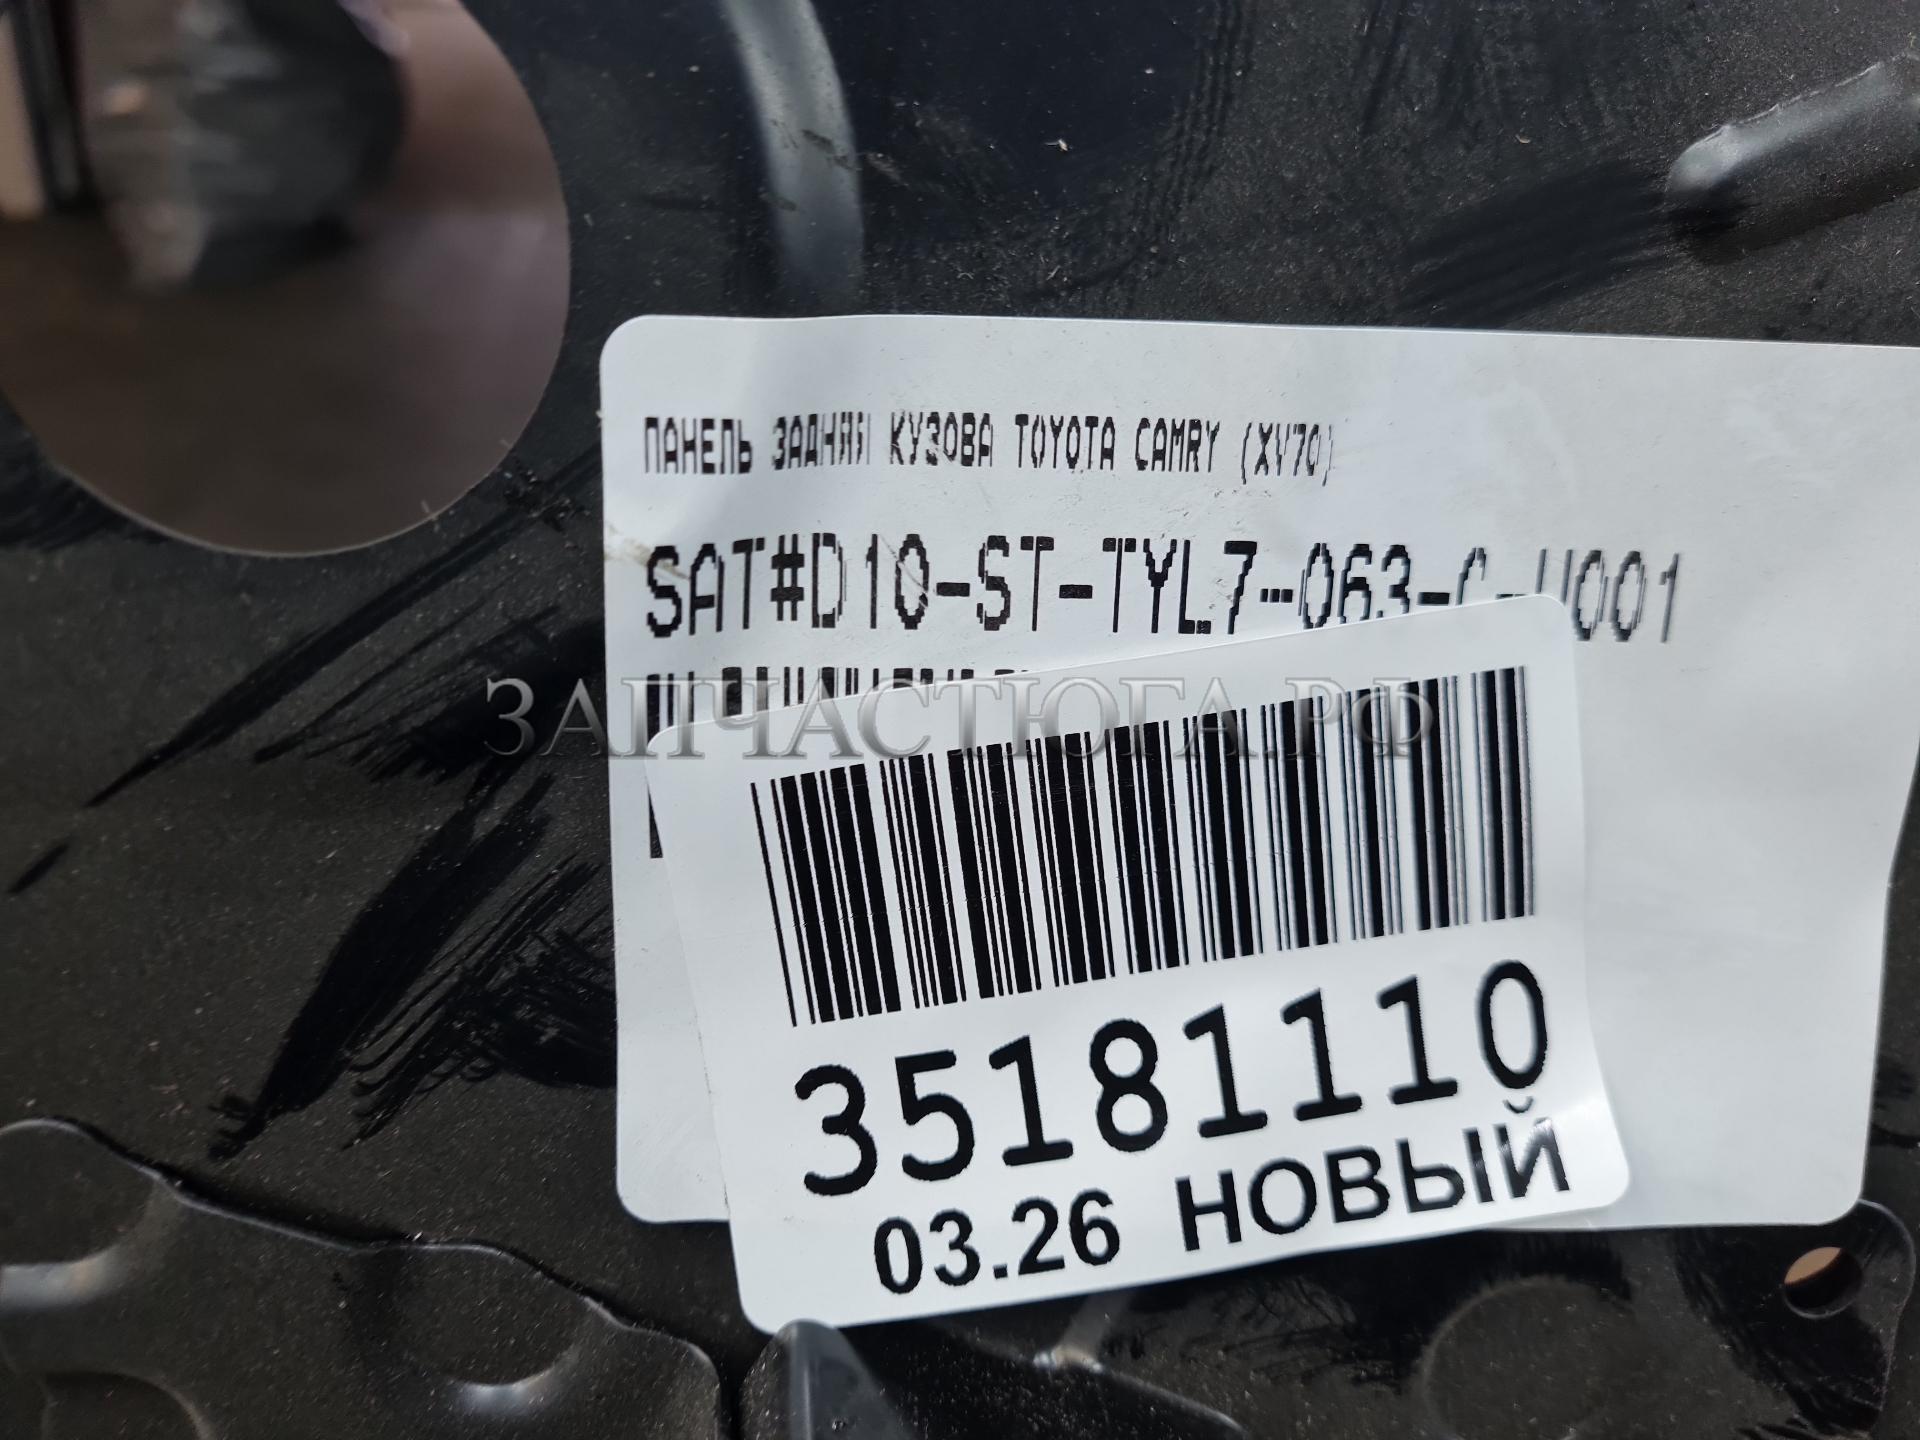 ПАНЕЛЬ ЗАДНЯЯ КУЗОВА TOYOTA CAMRY (XV70)
SAT#D10-ST-TYL7-063-C-U001
ЗАПЧАСТЮГА.РФ
35181110
03.26 НОВЫЙ